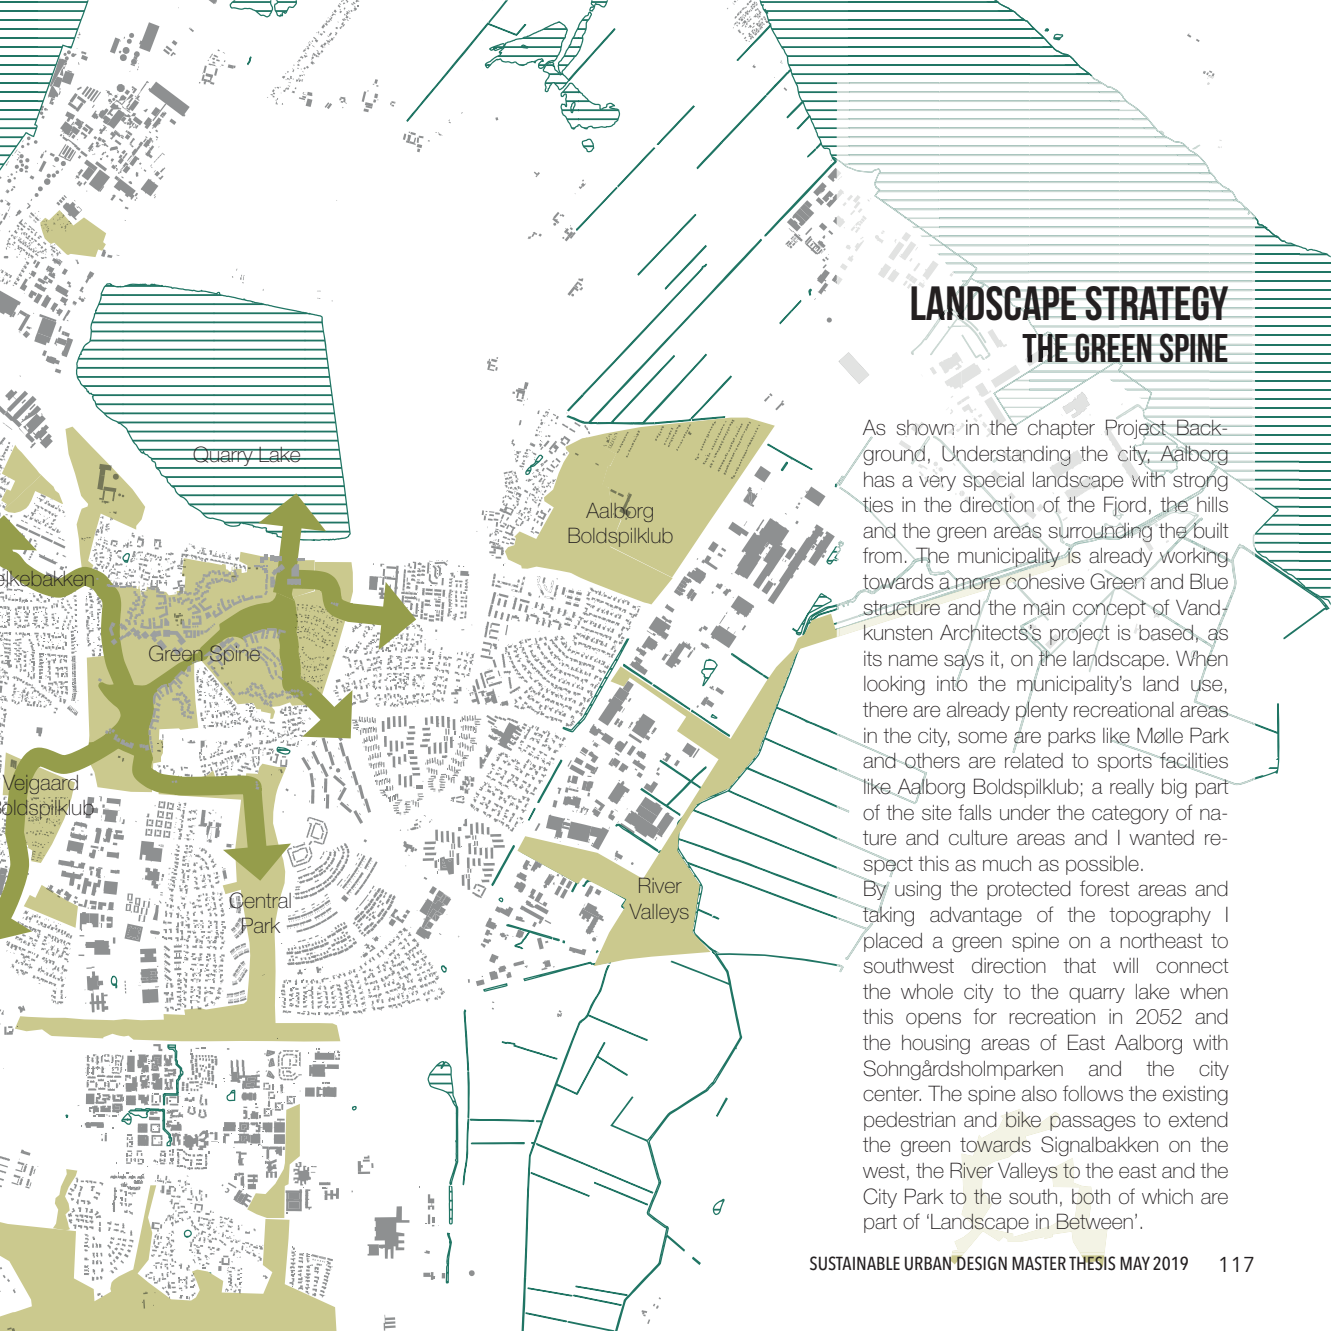 Quarry Lake
Aalborg
Boldspilklub
Green Spine
Vejgaard
Central
Park
River
Valleys
LANDSCAPE STRATEGY
THE GREEN SPINE
As shown in the chapter Project Back-
ground, Understanding the city, Aalborg
has a very special landscape with strong
ties in the direction of the Fjord, the hills
and the green areas surrounding the built
from. The municipality is already working
towards a more cohesive Green and Blue
structure and the main concept of Vand-
kunsten Architects's project is based, as
its name says it, on the landscape. When
looking into the municipality's land use,
there are already plenty recreational areas
in the city, some are parks like Mølle Park
and others are related to sports facilities
like Aalborg Boldspilklub; a really big part
of the site falls under the category of na-
ture and culture areas and I wanted re-
spect this as much as possible.
By using the protected forest areas and
taking advantage of the topography I
placed a green spine on a northeast to
southwest direction that will connect
the whole city to the quarry lake when
this opens for recreation in 2052 and
the housing areas of East Aalborg with
Sohngårdsholmparken and the city
center. The spine also follows the existing
pedestrian and bike passages to extend
the green towards Signalbakken on the
west, the River Valleys to the east and the
City Park to the south, both of which are
part of 'Landscape in Between'.
SUSTAINABLE URBAN DESIGN MASTER THESIS MAY 2019 117